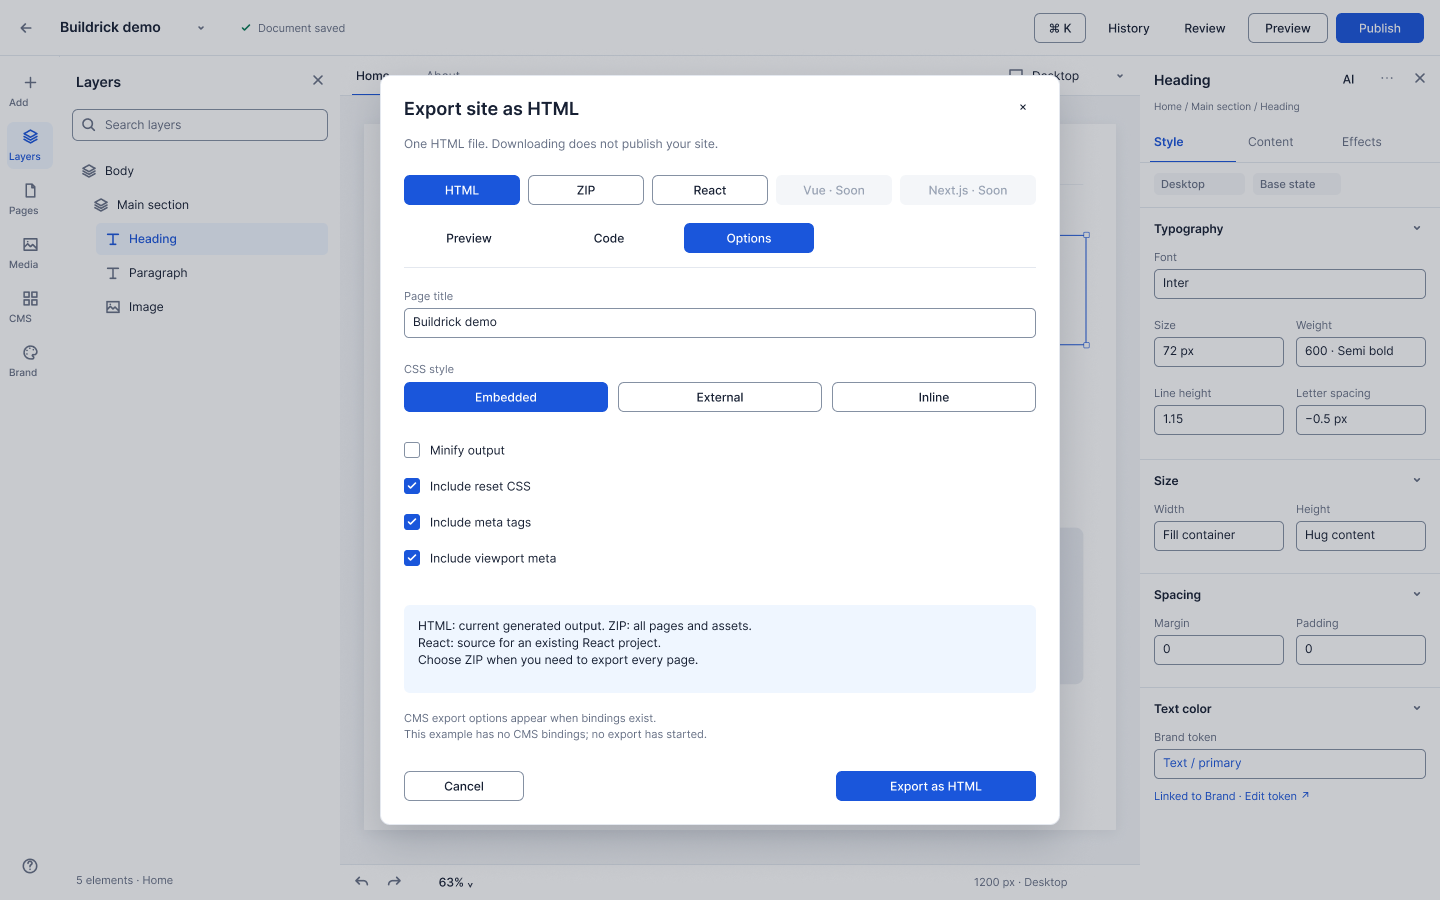 Buildrick demo
Document saved
⌘ K
History
Review
Preview
Publish
Add
Layers
Pages
Media
CMS
Brand
Layers
Search layers
Body
Main section
Heading
Paragraph
Image
5 elements · Home
Home
About
Desktop
Export site as HTML
×
One HTML file. Downloading does not publish your site.
HTML
ZIP
React
Vue · Soon
Next.js · Soon
Preview
Code
Options
Page title
Buildrick demo
CSS style
Embedded
External
Inline
Minify output
Include reset CSS
Include meta tags
Include viewport meta
HTML: current generated output. ZIP: all pages and assets.
React: source for an existing React project.
Choose ZIP when you need to export every page.
CMS export options appear when bindings exist.
This example has no CMS bindings; no export has started.
Cancel
Export as HTML
63%
1200 px · Desktop
Heading
AI
···
Home / Main section / Heading
Style
Content
Effects
Desktop
Base state
Typography
Font
Inter
Size
Weight
72 px
600 · Semi bold
Line height
Letter spacing
1.15
−0.5 px
Size
Width
Height
Fill container
Hug content
Spacing
Margin
Padding
0
0
Text color
Brand token
Text / primary
Linked to Brand · Edit token ↗